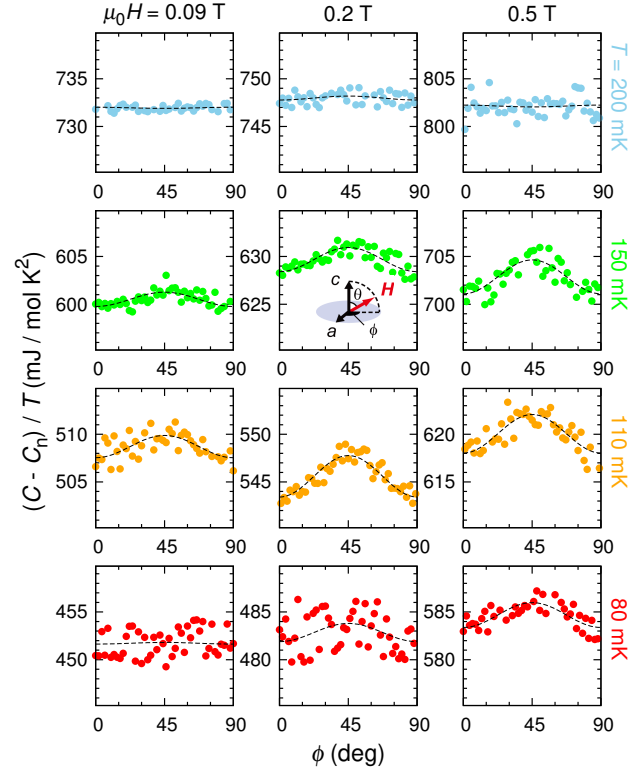 μ₀H = 0.09 T 0.2 T 0.5 T
735 750 805 T = 200 mK
730 745 800
0 45 90 0 45 90 0 45 90
605 630 705 150 mK
600 625 700
c θ H
a ϕ
0 45 90 0 45 90 0 45 90
510 550 620 110 mK
505 545 615
0 45 90 0 45 90 0 45 90
455 485 585 80 mK
450 480 580
0 45 90 0 45 90 0 45 90
(C - Cₙ) / T (mJ / mol K²)
ϕ (deg)